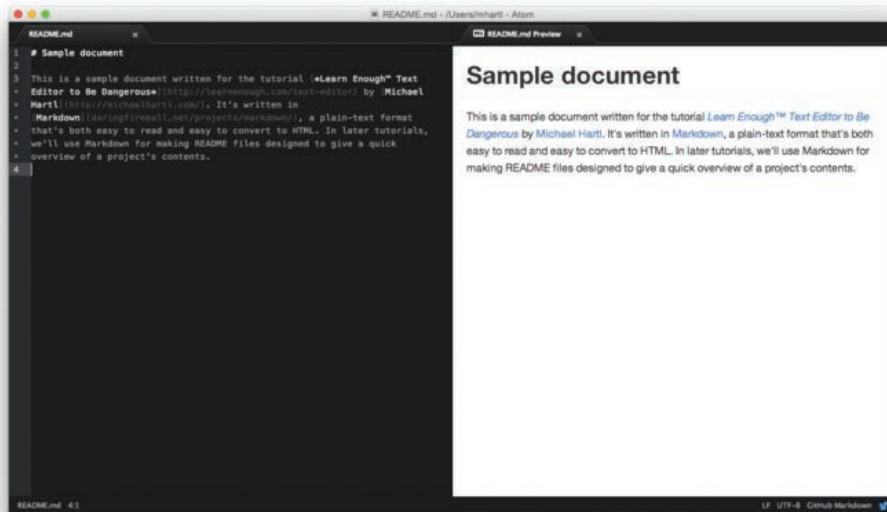 README.md - /Users/mhartl - Atom
README.md
README.md Preview
1 # Sample document
2
3 This is a sample document written for the tutorial [*Learn Enough™ Text
Editor to Be Dangerous*](http://learnenough.com/text-editor) by [Michael
Hartl](http://michaelhartl.com/). It's written in
[Markdown](daringfireball.net/projects/markdown/), a plain-text format
that's both easy to read and easy to convert to HTML. In later tutorials,
we'll use Markdown for making README files designed to give a quick
overview of a project's contents.
4
Sample document
This is a sample document written for the tutorial Learn Enough™ Text Editor to Be
Dangerous by Michael Hartl. It's written in Markdown, a plain-text format that's both
easy to read and easy to convert to HTML. In later tutorials, we'll use Markdown for
making README files designed to give a quick overview of a project's contents.
README.md 4:1
LF UTF-8 GitHub Markdown